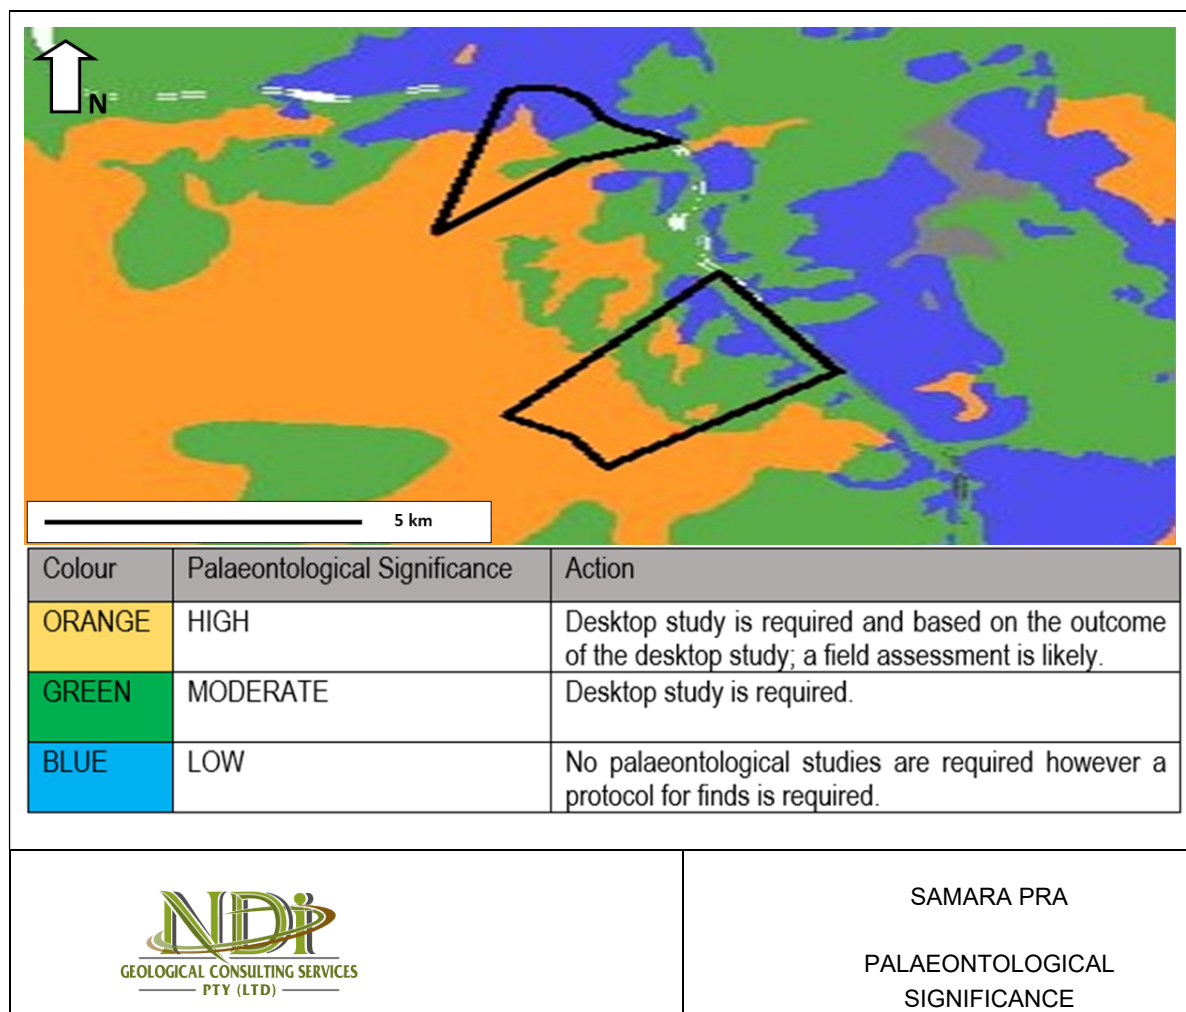 N
5 km
Colour Palaeontological Significance Action
ORANGE HIGH Desktop study is required and based on the outcome
of the desktop study; a field assessment is likely.
GREEN MODERATE Desktop study is required.
BLUE LOW No palaeontological studies are required however a
protocol for finds is required.
NDi
GEOLOGICAL CONSULTING SERVICES
PTY (LTD)
SAMARA PRA
PALAEONTOLOGICAL
SIGNIFICANCE